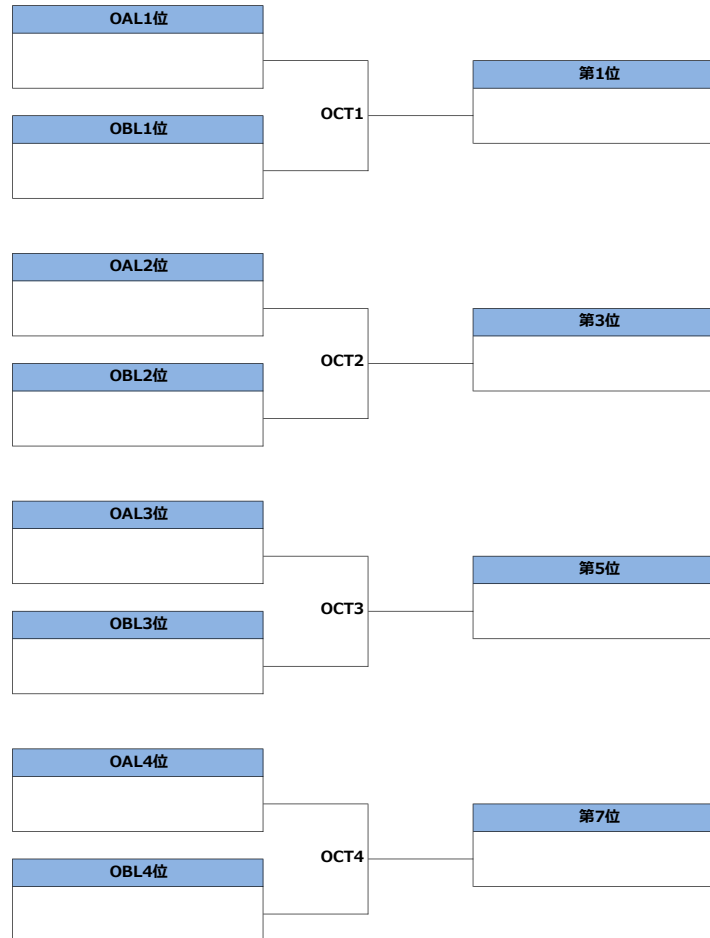 OAL1位
第1位
OCT1
OBL1位
OAL2位
第3位
OCT2
OBL2位
OAL3位
第5位
OCT3
OBL3位
OAL4位
第7位
OCT4
OBL4位